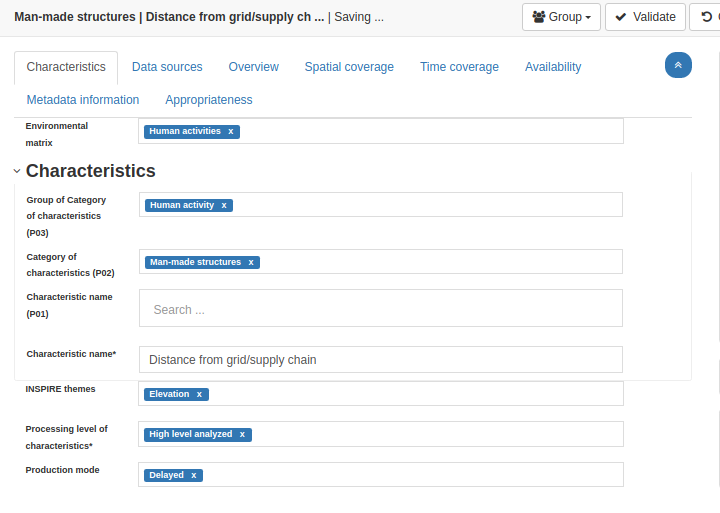 Man-made structures | Distance from grid/supply ch ... | Saving ...
Group
Validate
Characteristics
Data sources
Overview
Spatial coverage
Time coverage
Availability
Metadata information
Appropriateness
Environmental
matrix
Human activities x
Characteristics
Group of Category
of characteristics
(P03)
Human activity x
Category of
characteristics (P02)
Man-made structures x
Characteristic name
(P01)
Search ...
Characteristic name*
Distance from grid/supply chain
INSPIRE themes
Elevation x
Processing level of
characteristics*
High level analyzed x
Production mode
Delayed x